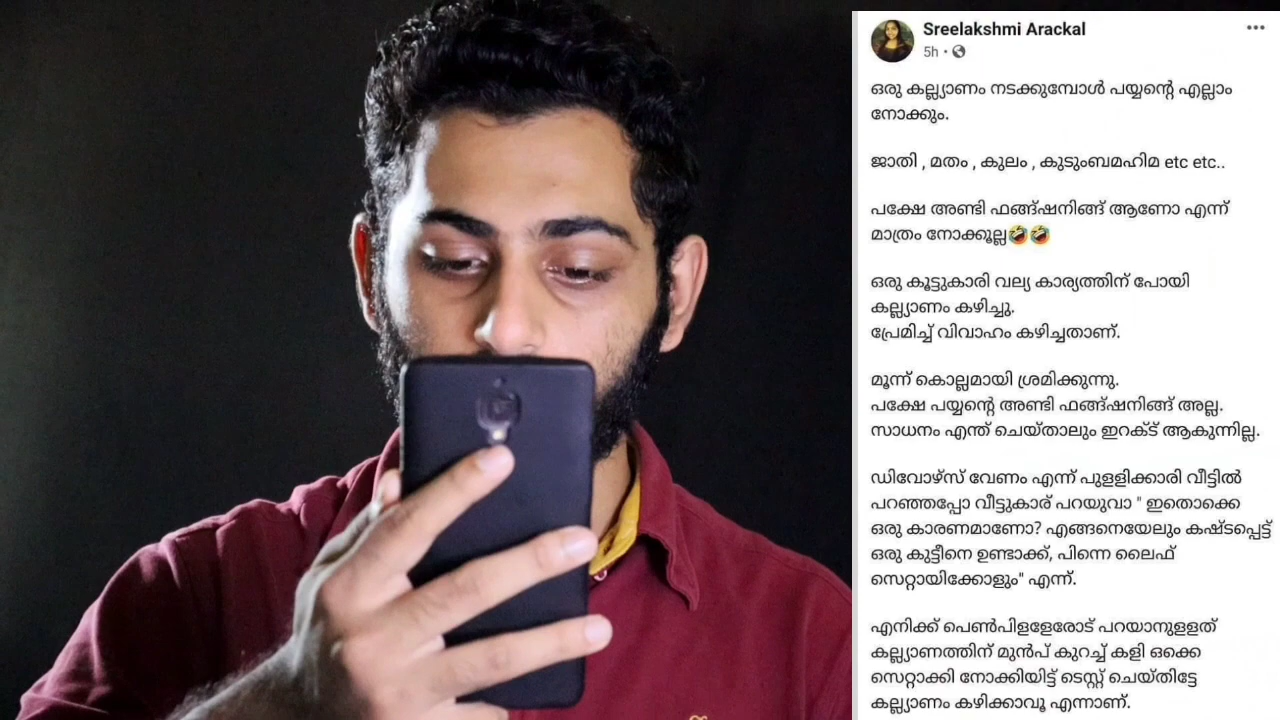 Sreelakshmi Arackal
5h
ഒരു കല്ല്യാണം നടക്കുമ്പോൾ പയ്യന്റെ എല്ലാം
നോക്കും.
ജാതി , മതം , കുലം , കുടുംബമഹിമ etc etc..
പക്ഷേ അണ്ടി ഫങ്ങ്ഷനിങ്ങ് ആണോ എന്ന്
മാത്രം നോക്കൂല്ല🤣🤣
ഒരു കൂട്ടുകാരി വല്യ കാര്യത്തിന് പോയി
കല്ല്യാണം കഴിച്ചു.
പ്രേമിച്ച് വിവാഹം കഴിച്ചതാണ്.
മൂന്ന് കൊല്ലമായി ശ്രമിക്കുന്നു.
പക്ഷേ പയ്യന്റെ അണ്ടി ഫങ്ങ്ഷനിങ്ങ് അല്ല.
സാധനം എന്ത് ചെയ്താലും ഇറക്ട് ആകുന്നില്ല.
ഡിവോഴ്സ് വേണം എന്ന് പുളളിക്കാരി വീട്ടിൽ
പറഞ്ഞപ്പോ വീട്ടുകാര് പറയുവാ " ഇതൊക്കെ
ഒരു കാരണമാണോ? എങ്ങനെയേലും കഷ്ടപ്പെട്ട്
ഒരു കുട്ടീനെ ഉണ്ടാക്ക്, പിന്നെ ലൈഫ്
സെറ്റായിക്കോളും" എന്ന്.
എനിക്ക് പെൺപിളളേരോട് പറയാനുളളത്
കല്ല്യാണത്തിന് മുൻപ് കുറച്ച് കളി ഒക്കെ
സെറ്റാക്കി നോക്കിയിട്ട് ടെസ്റ്റ് ചെയ്തിട്ടേ
കല്ല്യാണം കഴിക്കാവൂ എന്നാണ്.